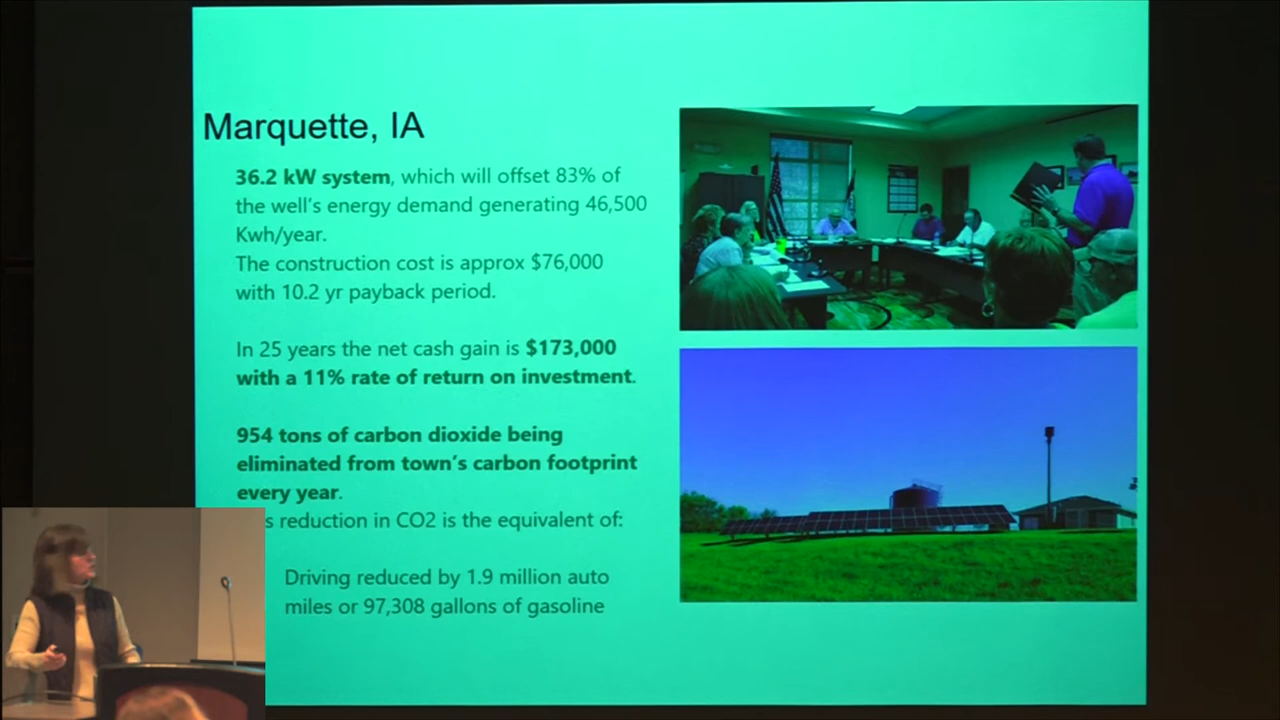 Marquette, IA
36.2 kW system, which will offset 83% of
the well's energy demand generating 46,500
Kwh/year.
The construction cost is approx $76,000
with 10.2 yr payback period.
In 25 years the net cash gain is $173,000
with a 11% rate of return on investment.
954 tons of carbon dioxide being
eliminated from town's carbon footprint
every year.
s reduction in CO2 is the equivalent of:
Driving reduced by 1.9 million auto
miles or 97,308 gallons of gasoline